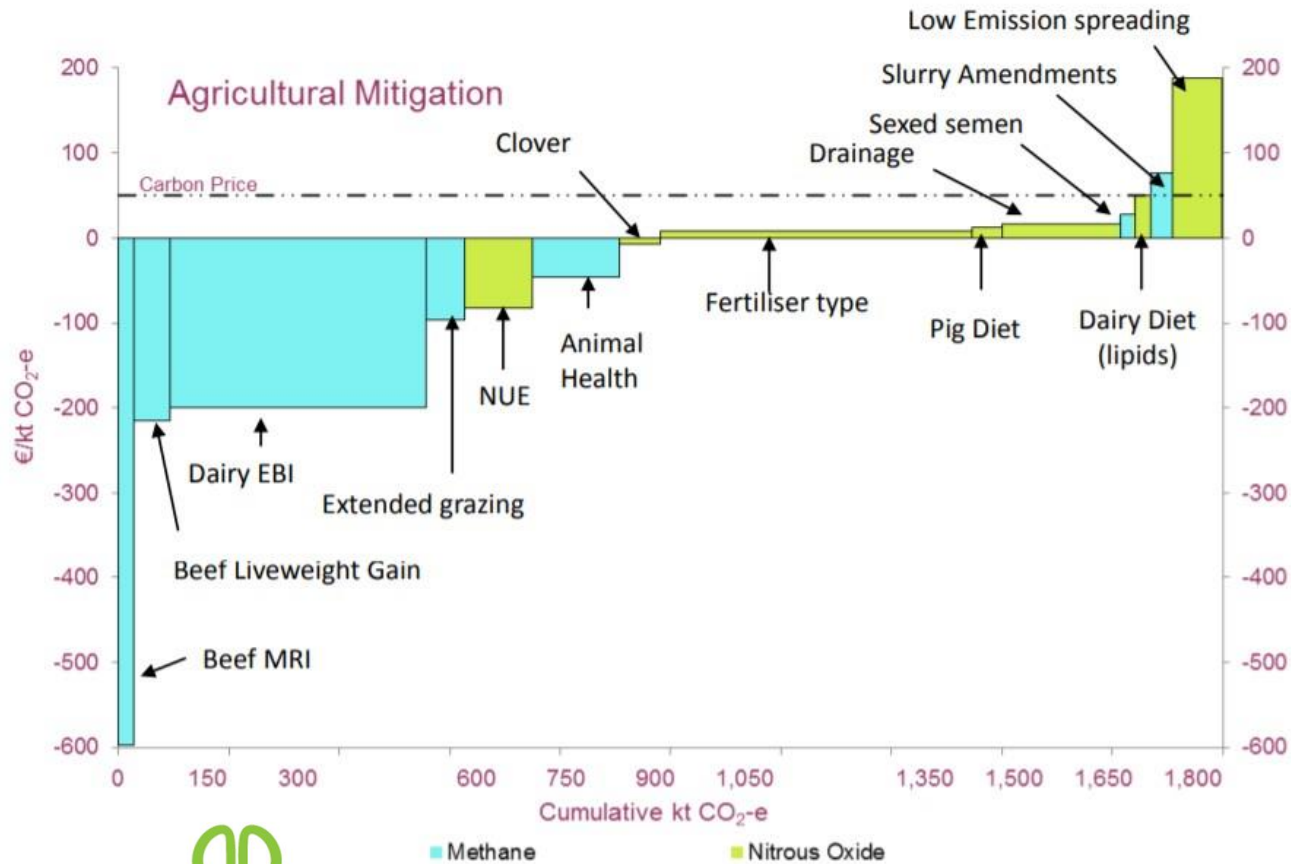 Low Emission spreading
200
200
Slurry Amendments
Agricultural Mitigation
Sexed semen
Clover
Drainage
100
100
Carbon Price
0
0
Fertiliser type
Pig Diet
Dairy Diet
(lipids)
-100
-100
Animal
Health
NUE
-200
-200
Dairy EBI
Extended grazing
-300
-300
Beef Liveweight Gain
-400
-400
Beef MRI
-500
-500
-600
-600
€/kt CO₂-e
0 150 300 600 750 900 1,050 1,350 1,500 1,650 1,800
Cumulative kt CO₂-e
Methane
Nitrous Oxide